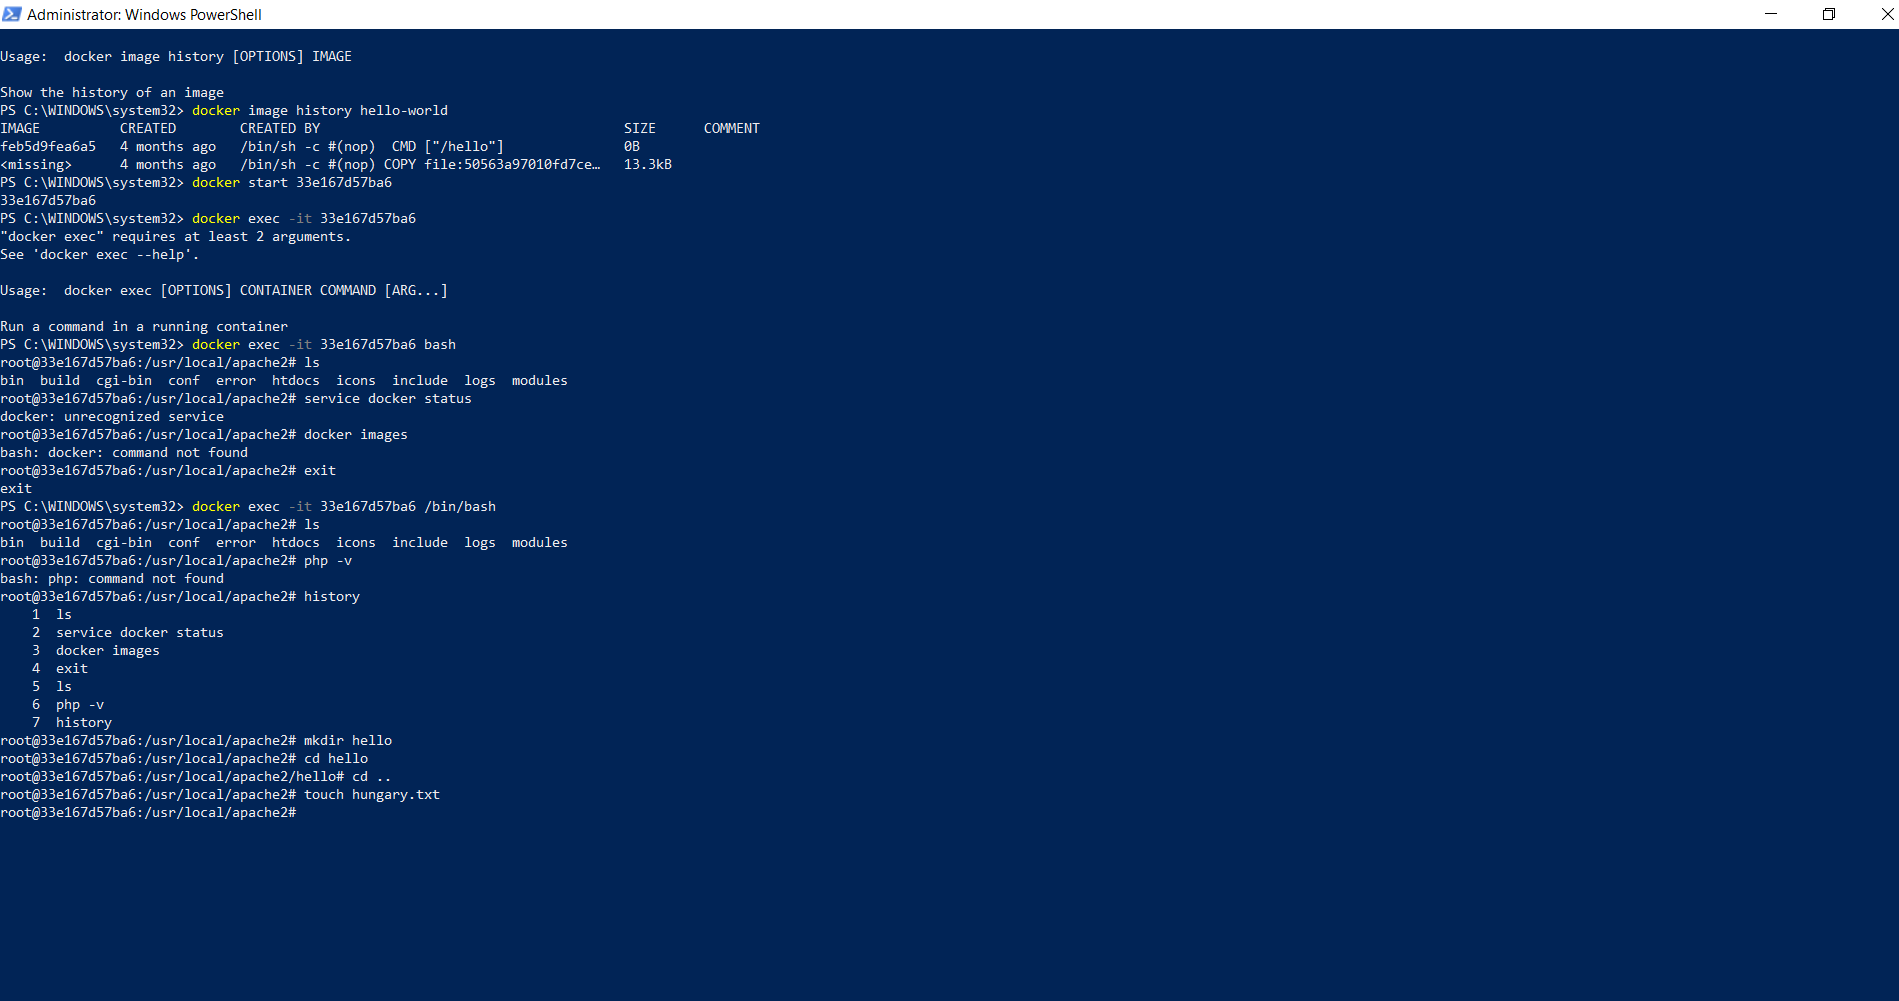 Administrator: Windows PowerShell
Usage:  docker image history [OPTIONS] IMAGE
Show the history of an image
PS C:\WINDOWS\system32> docker image history hello-world
IMAGE          CREATED        CREATED BY                                      SIZE      COMMENT
feb5d9fea6a5   4 months ago   /bin/sh -c #(nop)  CMD ["/hello"]               0B
<missing>      4 months ago   /bin/sh -c #(nop) COPY file:50563a97010fd7ce…   13.3kB
PS C:\WINDOWS\system32> docker start 33e167d57ba6
33e167d57ba6
PS C:\WINDOWS\system32> docker exec -it 33e167d57ba6
"docker exec" requires at least 2 arguments.
See 'docker exec --help'.
Usage:  docker exec [OPTIONS] CONTAINER COMMAND [ARG...]
Run a command in a running container
PS C:\WINDOWS\system32> docker exec -it 33e167d57ba6 bash
root@33e167d57ba6:/usr/local/apache2# ls
bin  build  cgi-bin  conf  error  htdocs  icons  include  logs  modules
root@33e167d57ba6:/usr/local/apache2# service docker status
docker: unrecognized service
root@33e167d57ba6:/usr/local/apache2# docker images
bash: docker: command not found
root@33e167d57ba6:/usr/local/apache2# exit
exit
PS C:\WINDOWS\system32> docker exec -it 33e167d57ba6 /bin/bash
root@33e167d57ba6:/usr/local/apache2# ls
bin  build  cgi-bin  conf  error  htdocs  icons  include  logs  modules
root@33e167d57ba6:/usr/local/apache2# php -v
bash: php: command not found
root@33e167d57ba6:/usr/local/apache2# history
    1  ls
    2  service docker status
    3  docker images
    4  exit
    5  ls
    6  php -v
    7  history
root@33e167d57ba6:/usr/local/apache2# mkdir hello
root@33e167d57ba6:/usr/local/apache2# cd hello
root@33e167d57ba6:/usr/local/apache2/hello# cd ..
root@33e167d57ba6:/usr/local/apache2# touch hungary.txt
root@33e167d57ba6:/usr/local/apache2#